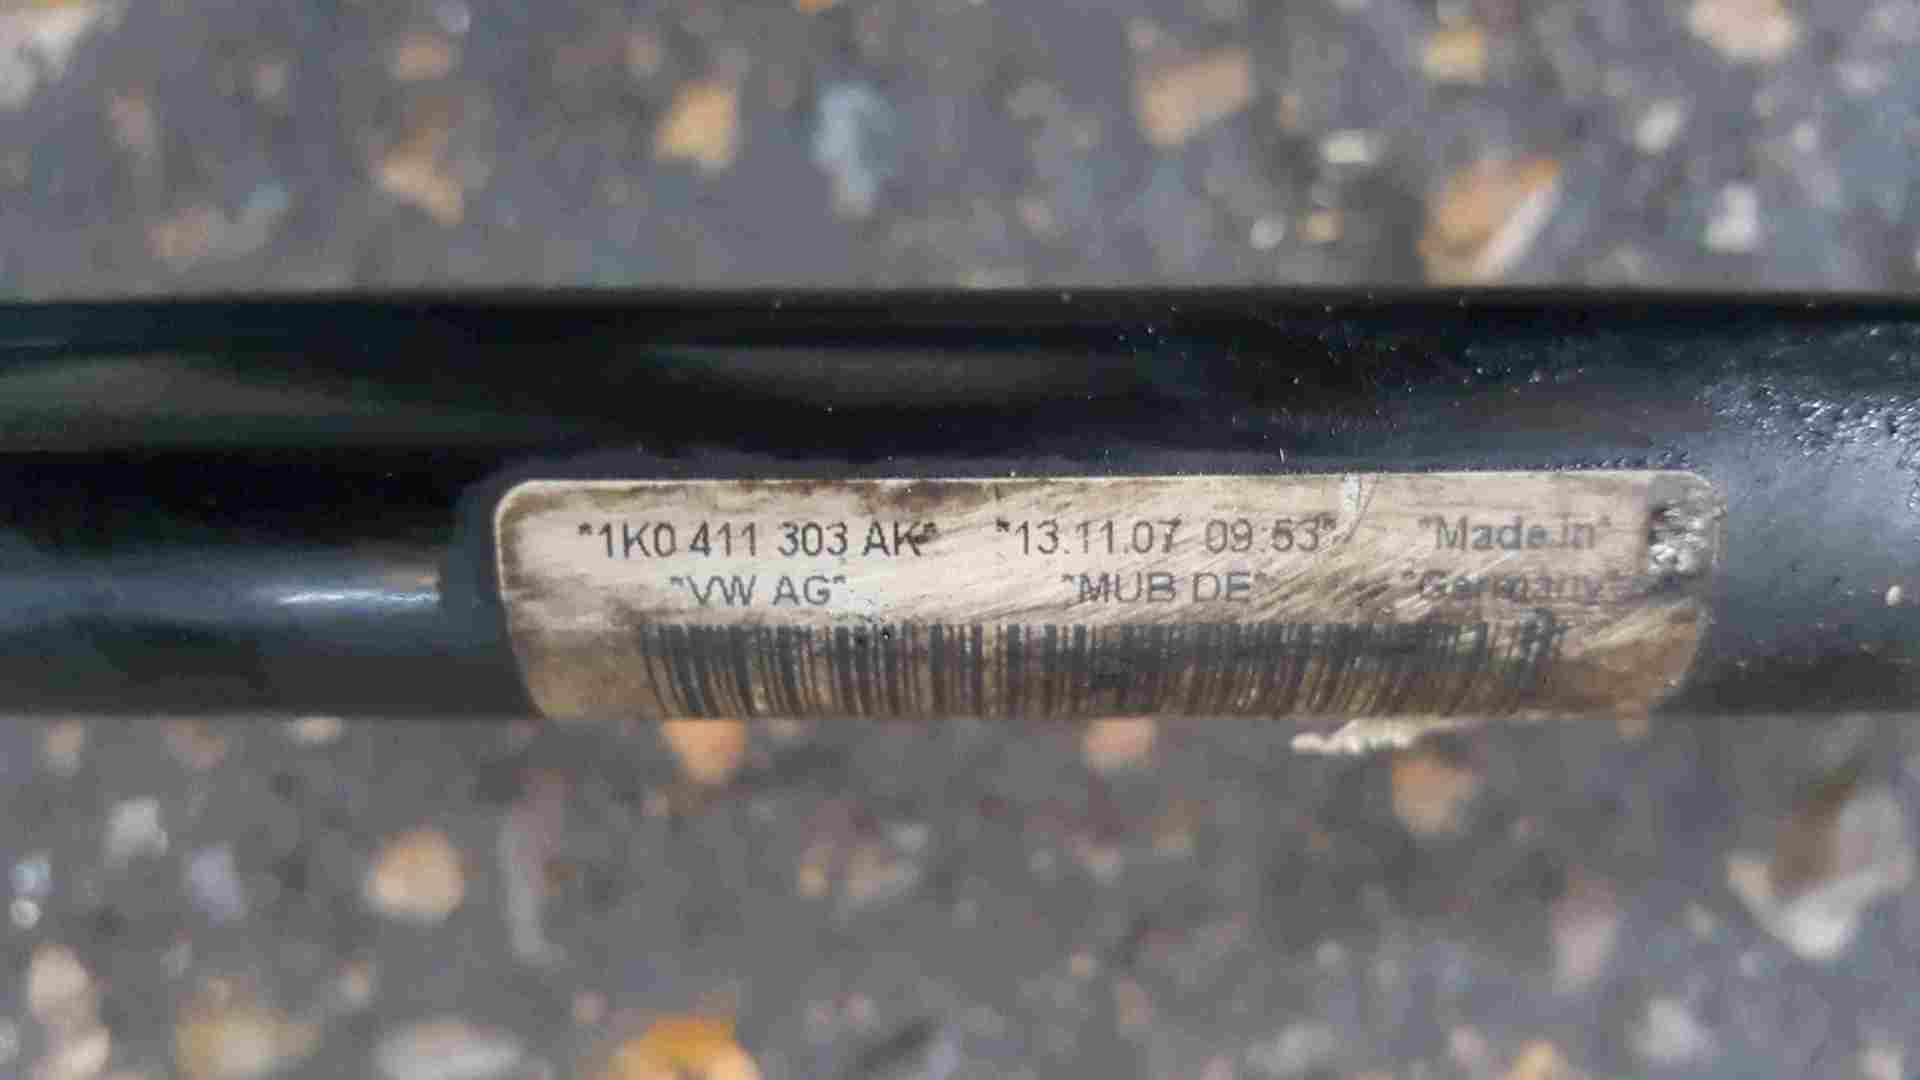 *1K0 411 303 AK* *13.11.07 09:53* *Made in*
*VW AG* *MUB DE* *Germany*